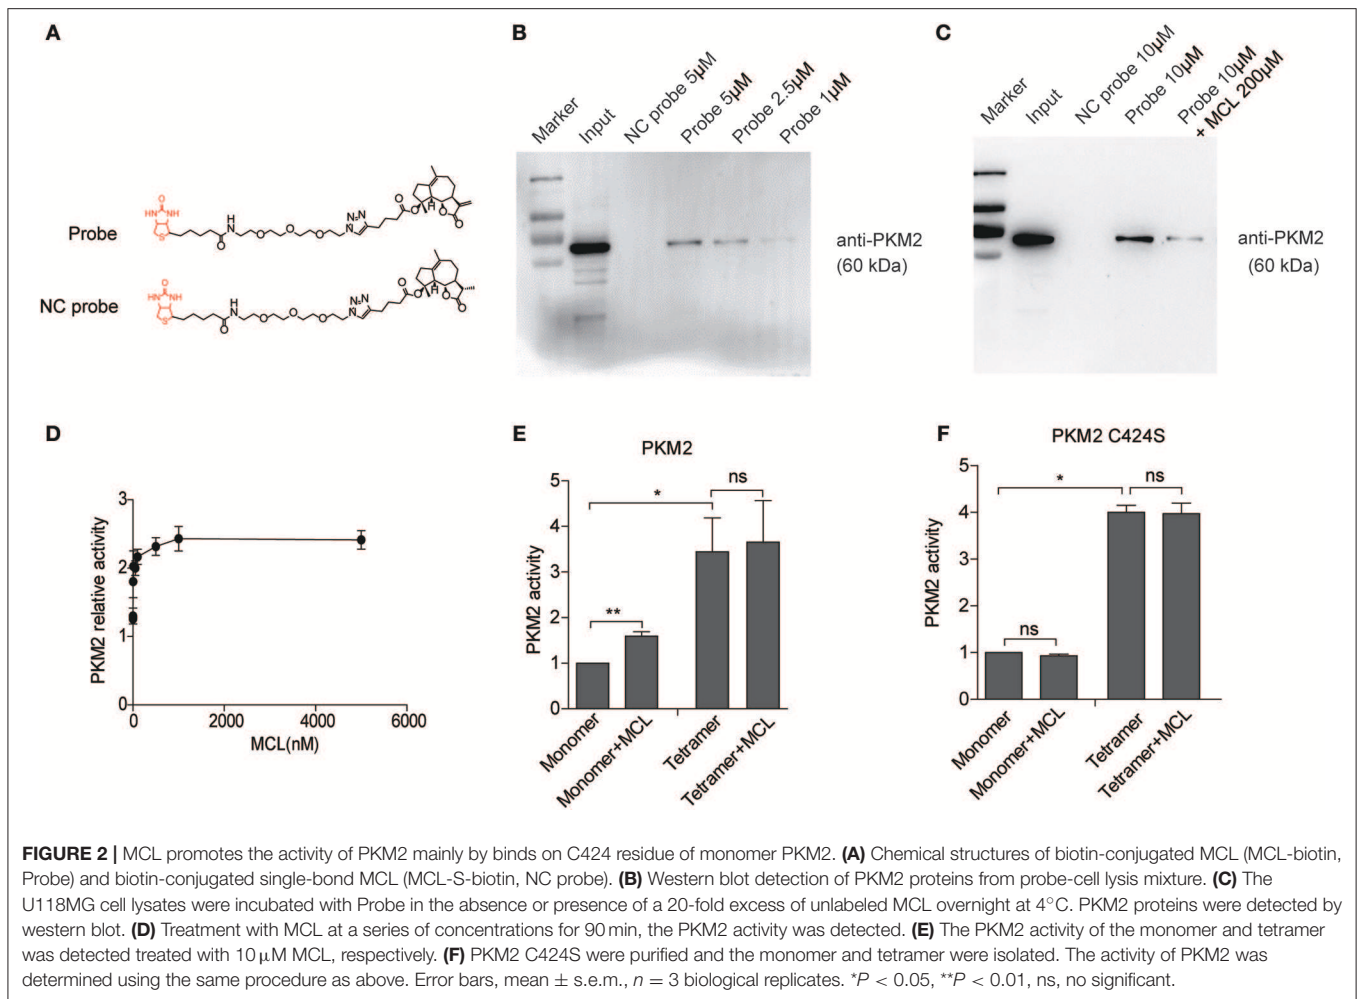 A
Probe
NC probe
O
HN
NH
S
O
H
N
O
O
O
N
N
N
O
O
H
O
O
O
HN
NH
S
O
H
N
O
O
O
N
N
N
O
O
H
O
O
B
Marker
Input
NC probe 5µM
Probe 5µM
Probe 2.5µM
Probe 1µM
anti-PKM2
(60 kDa)
C
Marker
Input
NC probe 10µM
Probe 10µM
Probe 10µM
+ MCL 200µM
anti-PKM2
(60 kDa)
D
PKM2 relative activity
3
2
1
0
0 2000 4000 6000
MCL(nM)
E
PKM2
PKM2 activity
5
4
3
2
1
0
**
*
ns
Monomer
Monomer+MCL
Tetramer
Tetramer+MCL
F
PKM2 C424S
PKM2 activity
5
4
3
2
1
0
ns
*
ns
Monomer
Monomer+MCL
Tetramer
Tetramer+MCL
FIGURE 2 | MCL promotes the activity of PKM2 mainly by binds on C424 residue of monomer PKM2. (A) Chemical structures of biotin-conjugated MCL (MCL-biotin,
Probe) and biotin-conjugated single-bond MCL (MCL-S-biotin, NC probe). (B) Western blot detection of PKM2 proteins from probe-cell lysis mixture. (C) The
U118MG cell lysates were incubated with Probe in the absence or presence of a 20-fold excess of unlabeled MCL overnight at 4°C. PKM2 proteins were detected by
western blot. (D) Treatment with MCL at a series of concentrations for 90 min, the PKM2 activity was detected. (E) The PKM2 activity of the monomer and tetramer
was detected treated with 10 µM MCL, respectively. (F) PKM2 C424S were purified and the monomer and tetramer were isolated. The activity of PKM2 was
determined using the same procedure as above. Error bars, mean ± s.e.m., n = 3 biological replicates. *P < 0.05, **P < 0.01, ns, no significant.